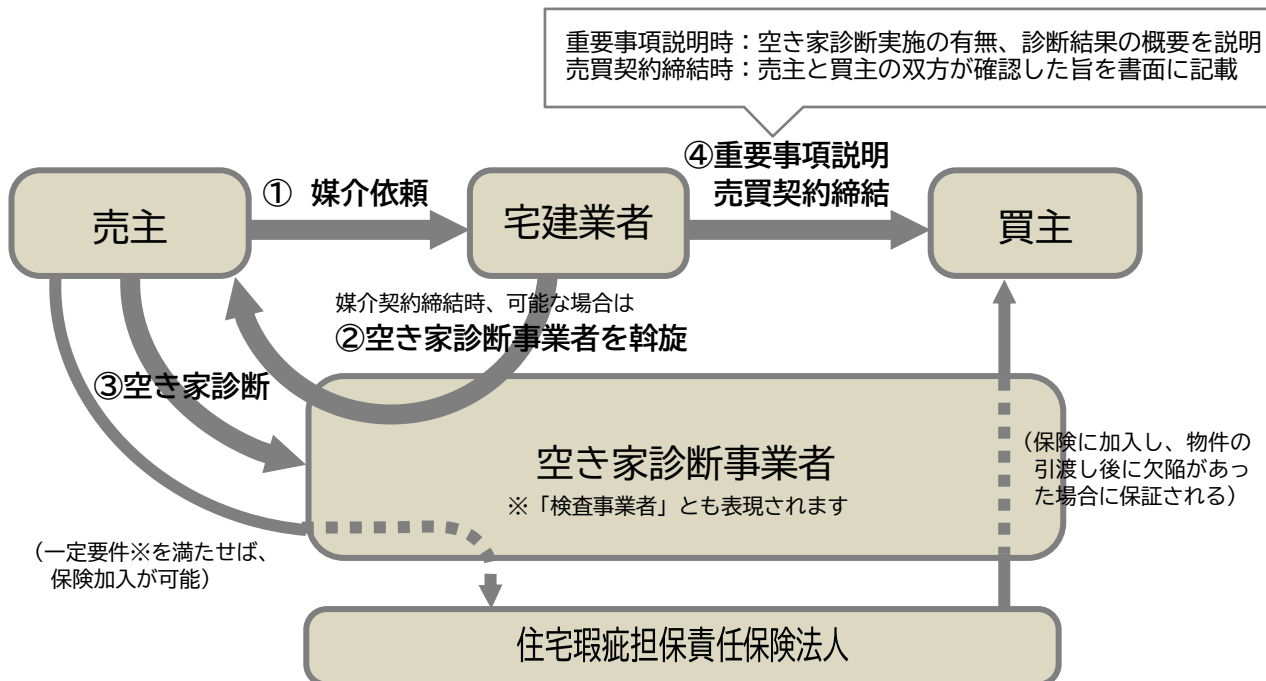 重要事項説明時：空き家診断実施の有無、診断結果の概要を説明
売買契約締結時：売主と買主の双方が確認した旨を書面に記載
④重要事項説明
売買契約締結
売主
① 媒介依頼
宅建業者
買主
媒介契約締結時、可能な場合は
②空き家診断事業者を斡旋
③空き家診断
空き家診断事業者
※「検査事業者」とも表現されます
（保険に加入し、物件の
引渡し後に欠陥があっ
た場合に保証される）
（一定要件※を満たせば、
保険加入が可能）
住宅瑕疵担保責任保険法人